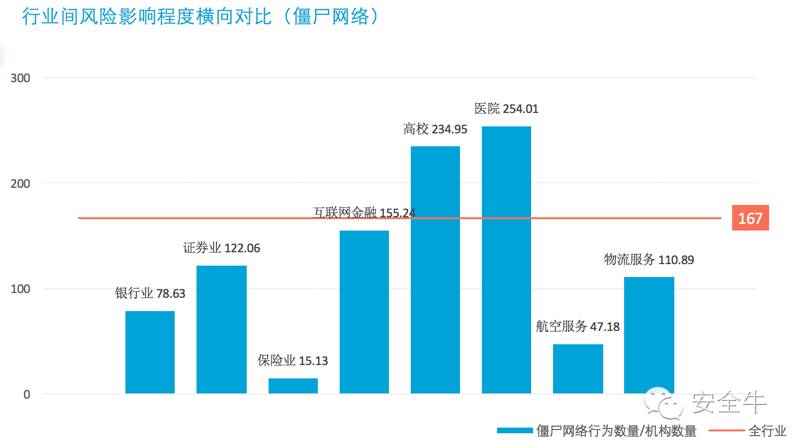 行业间风险影响程度横向对比（僵尸网络）
300
200
100
0
银行业 78.63
证券业 122.06
保险业 15.13
互联网金融 155.24
高校 234.95
医院 254.01
航空服务 47.18
物流服务 110.89
167
安全牛
僵尸网络行为数量/机构数量
全行业